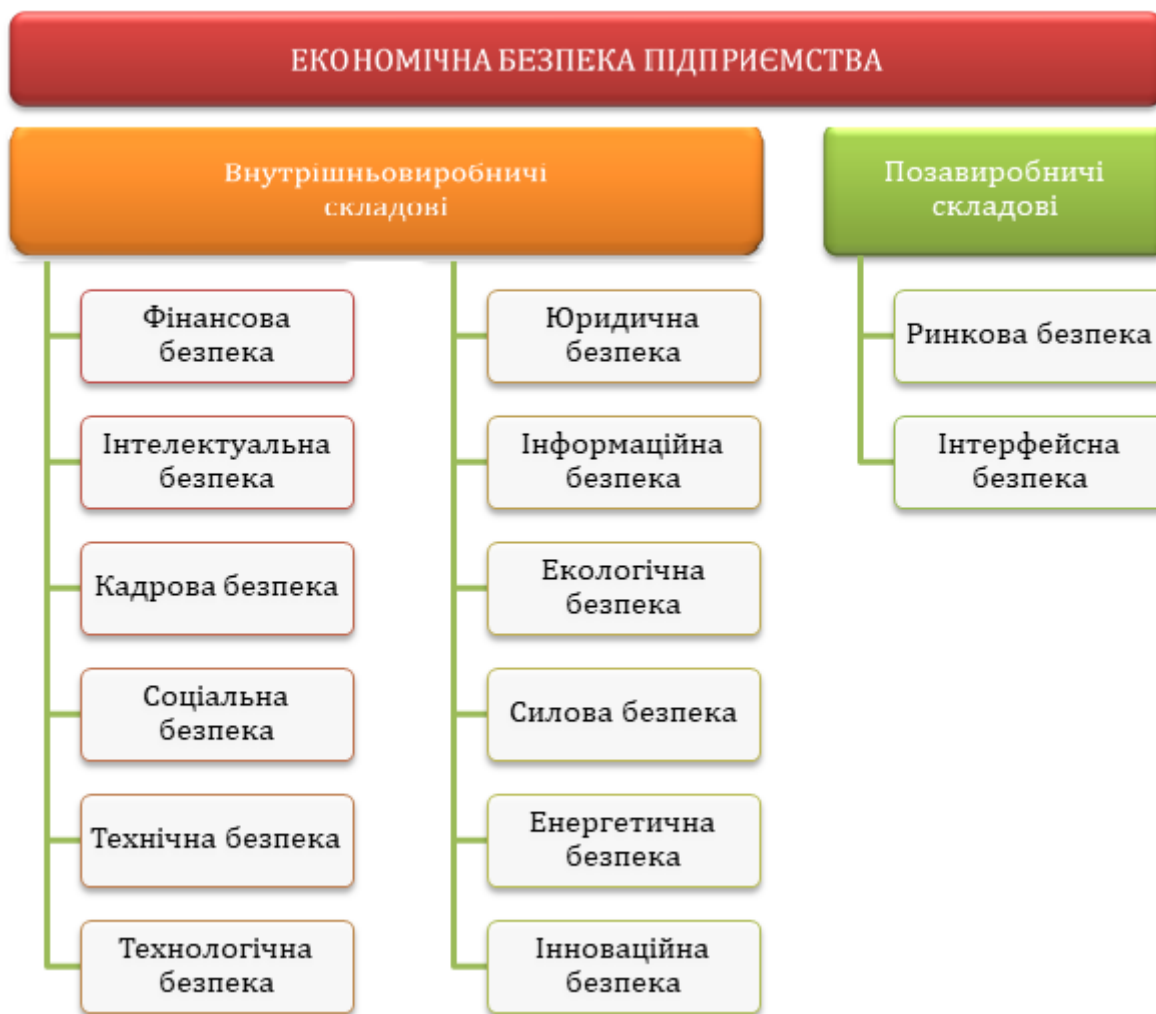 ЕКОНОМІЧНА БЕЗПЕКА ПІДПРИЄМСТВА
Внутрішньовиробничі
складові
Фінансова
безпека
Інтелектуальна
безпека
Кадрова безпека
Соціальна
безпека
Технічна безпека
Технологічна
безпека
Юридична
безпека
Інформаційна
безпека
Екологічна
безпека
Силова безпека
Енергетична
безпека
Інноваційна
безпека
Позавиробничі
складові
Ринкова безпека
Інтерфейсна
безпека